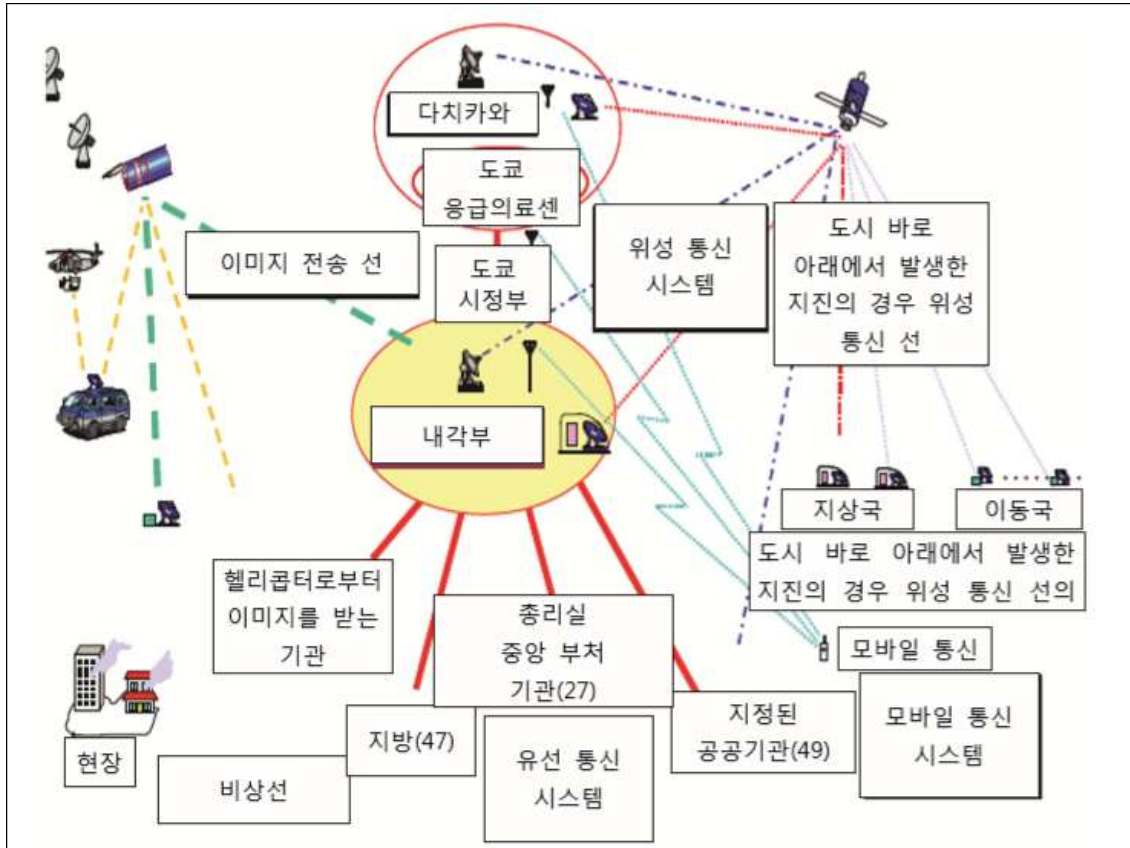 다치카와
도쿄
응급의료센
이미지 전송 선
도쿄
시정부
위성 통신
시스템
도시 바로
아래에서 발생한
지진의 경우 위성
통신 선
내각부
지상국
이동국
도시 바로 아래에서 발생한
지진의 경우 위성 통신 선의
헬리콥터로부터
이미지를 받는
기관
총리실
중앙 부처
기관(27)
모바일 통신
현장
비상선
지방(47)
유선 통신
시스템
지정된
공공기관(49)
모바일 통신
시스템